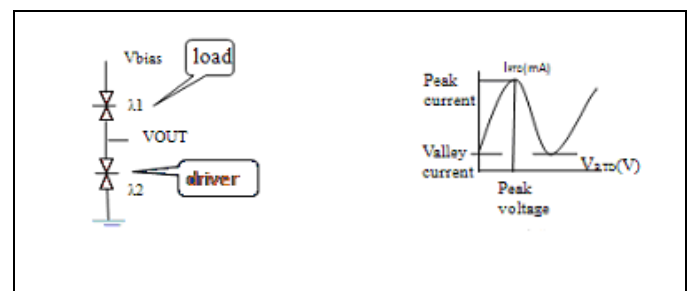 Vbias
load
λ1
VOUT
driver
λ2
IRTD(mA)
Peak
current
Valley
current
VRTD(V)
Peak
voltage